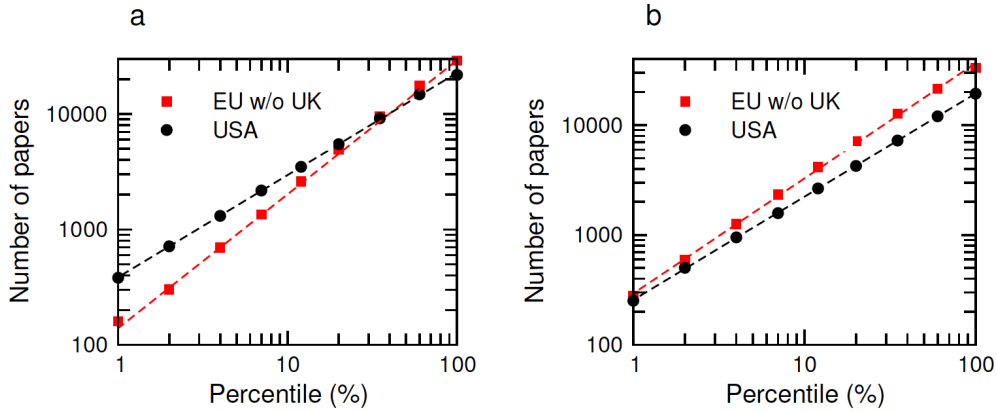 a
10000
1000
100
Number of papers
EU w/o UK
USA
1 10 100
Percentile (%)
b
10000
1000
100
Number of papers
EU w/o UK
USA
1 10 100
Percentile (%)